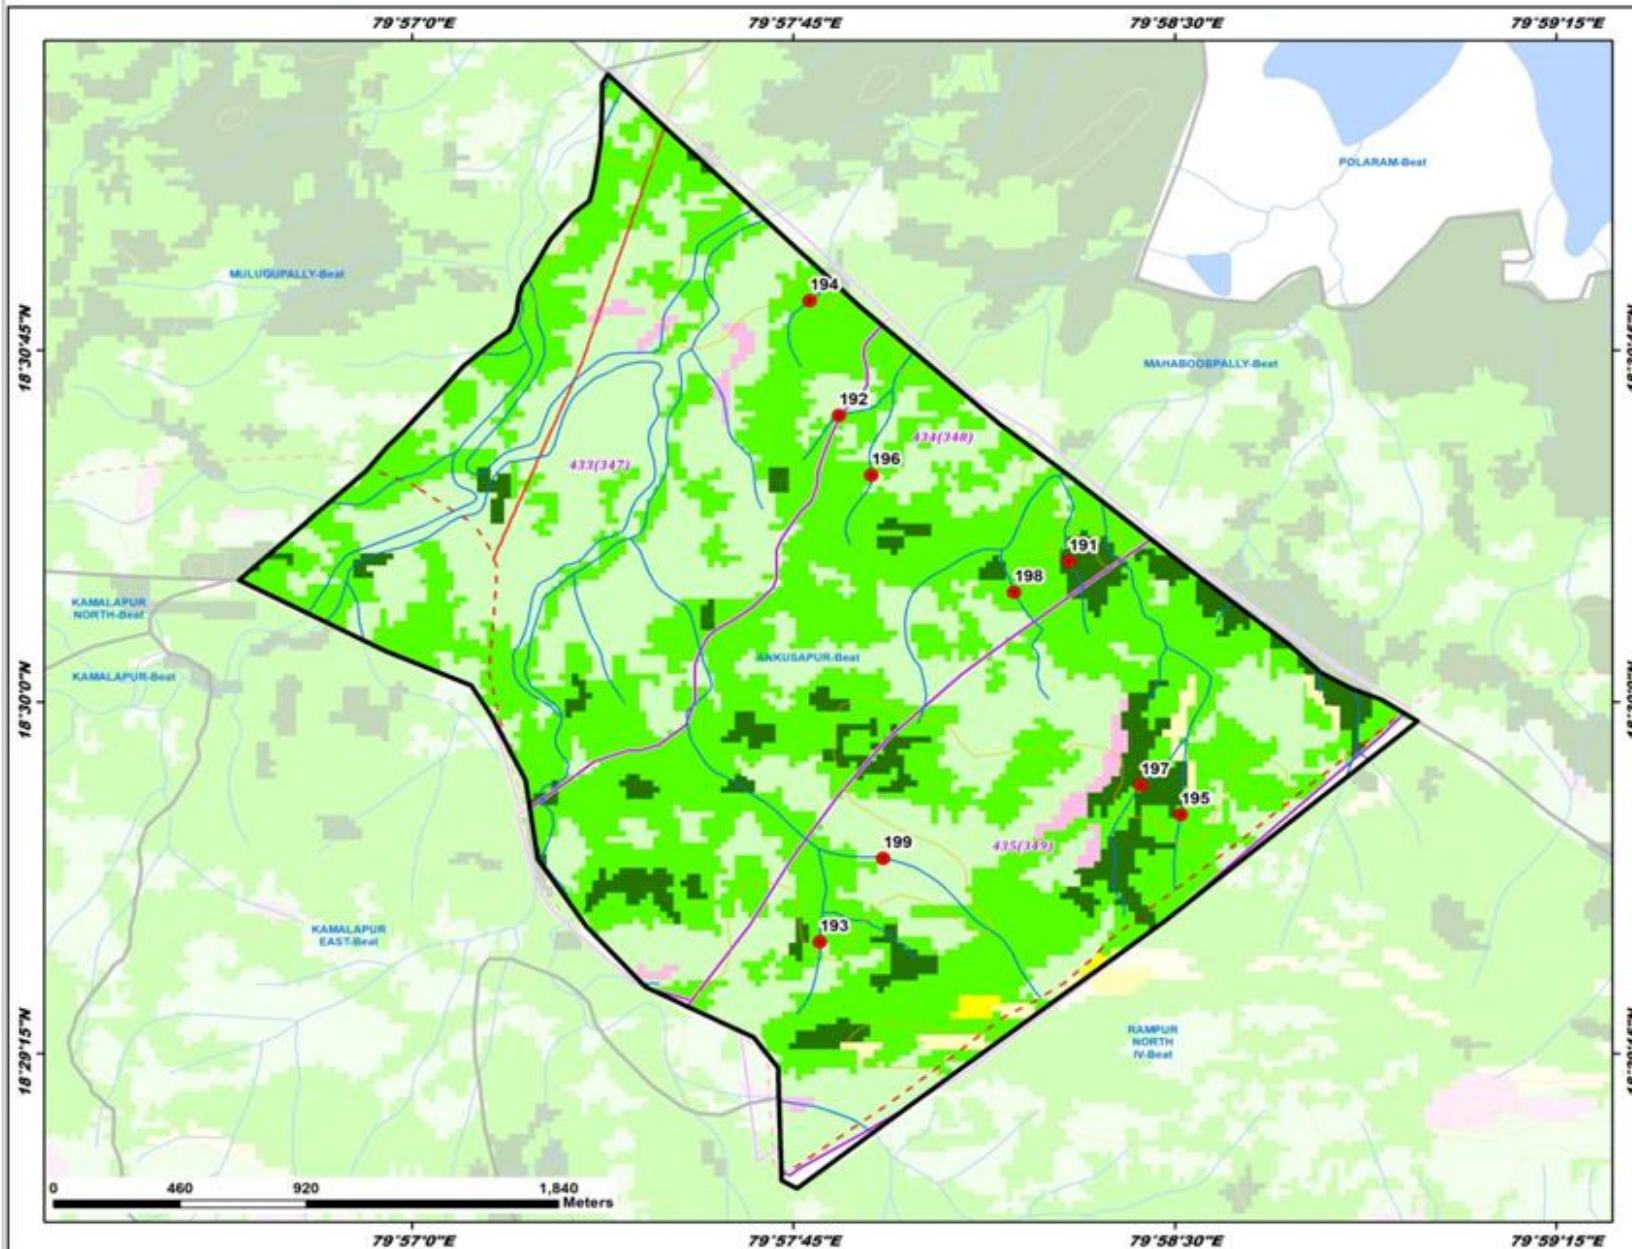 79°57'0"E
79°57'45"E
79°58'30"E
79°59'15"E
POLARAM-Beat
MULUGUPALLY-Beat
194
18°30'45"N
MAHABOOBPALLY-Beat
192
434(348)
433(347)
196
191
198
KAMALAPUR
NORTH-Beat
ANKUSAPUR-Beat
KAMALAPUR-Beat
18°30'0"N
197
195
435(349)
199
193
KAMALAPUR
EAST-Beat
18°29'15"N
RAMPUR
NORTH
IV-Beat
0
460
920
1,840
Meters
79°57'0"E
79°57'45"E
79°58'30"E
79°59'15"E